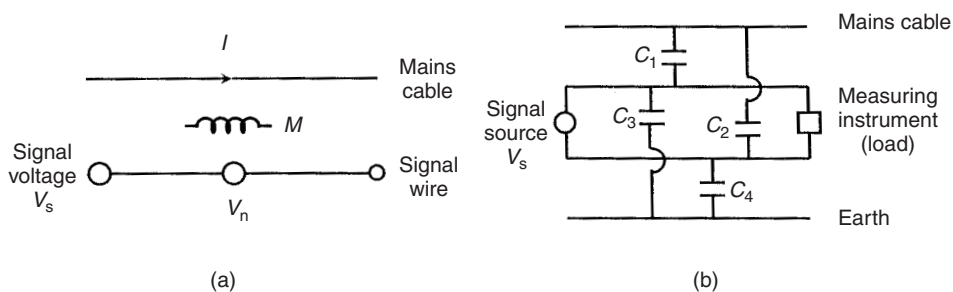 I
Mains
cable
M
Signal
voltage
Vs
Vn
Signal
wire
(a)
Mains cable
C1
Signal
source
Vs
C3
C2
Measuring
instrument
(load)
C4
Earth
(b)